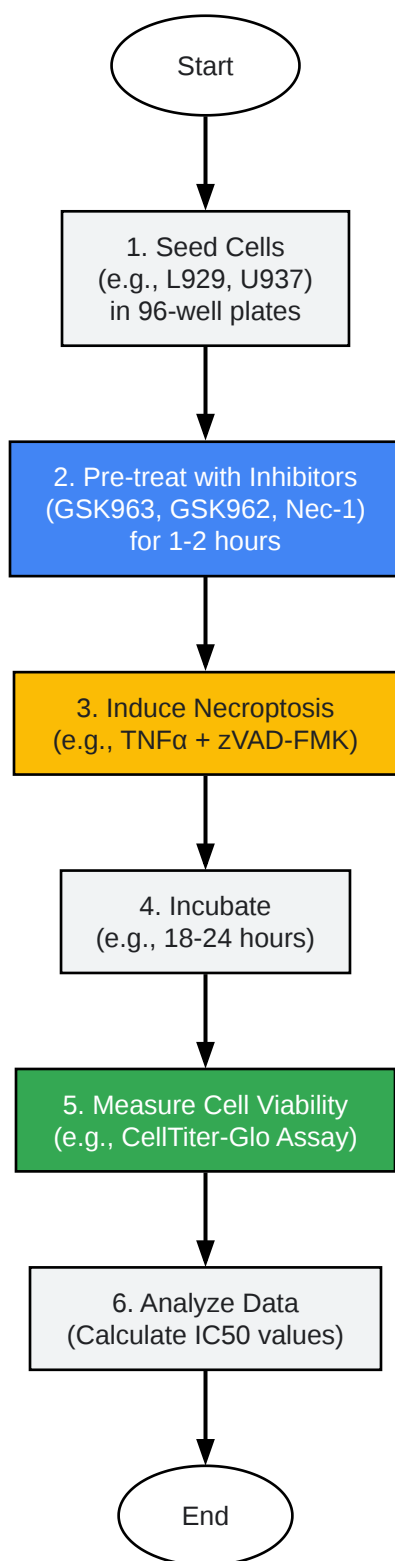 Start
1. Seed Cells
(e.g., L929, U937)
in 96-well plates
2. Pre-treat with Inhibitors
(GSK963, GSK962, Nec-1)
for 1-2 hours
3. Induce Necroptosis
(e.g., TNFα + zVAD-FMK)
4. Incubate
(e.g., 18-24 hours)
5. Measure Cell Viability
(e.g., CellTiter-Glo Assay)
6. Analyze Data
(Calculate IC50 values)
End